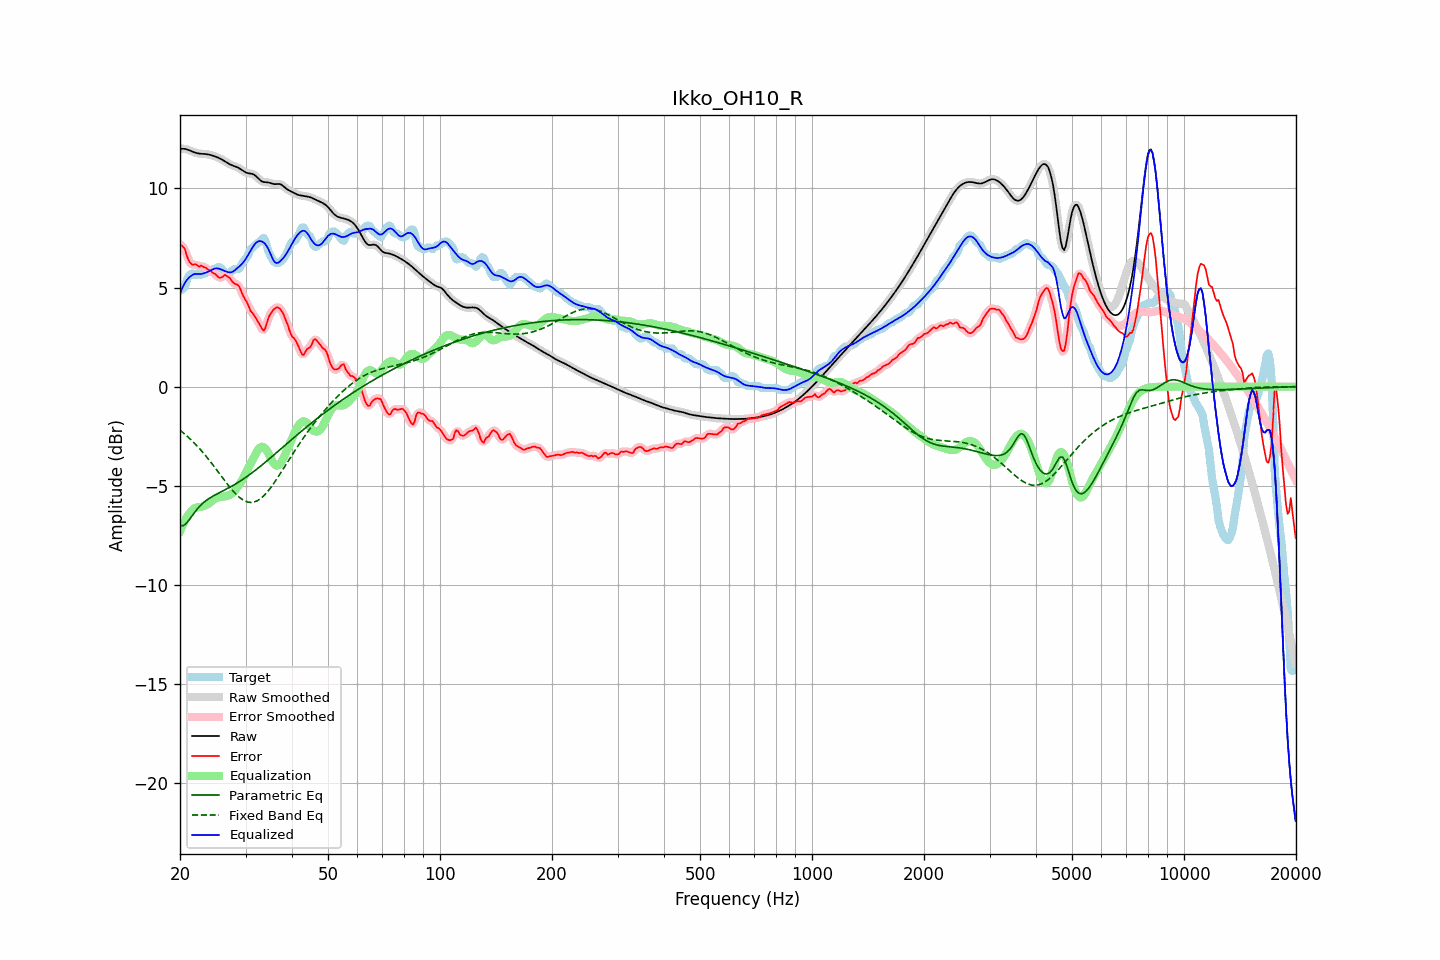 Ikko_OH10_R
Amplitude (dBr)
10
5
0
−5
−10
−15
−20
Target
Raw Smoothed
Error Smoothed
Raw
Error
Equalization
Parametric Eq
Fixed Band Eq
Equalized
20 50 100 200 500 1000 2000 5000 10000 20000
Frequency (Hz)